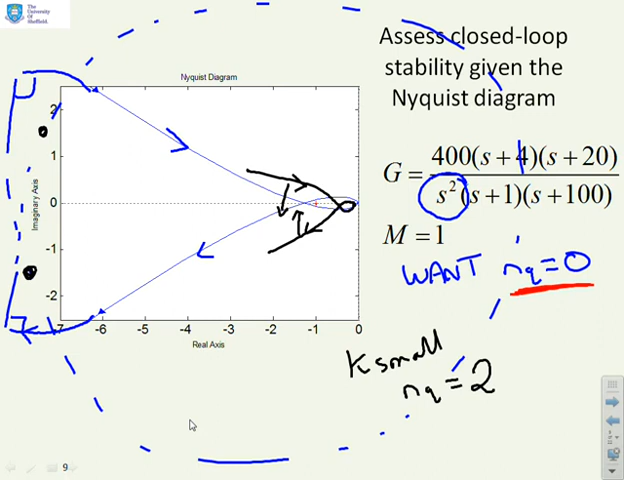 The
University
Of
Sheffield.
Assess closed-loop
stability given the
Nyquist diagram
Nyquist Diagram
2
1
0
-1
-2
Imaginary Axis
-7 -6 -5 -4 -3 -2 -1 0
Real Axis
G = 400(s + 4)(s + 20)
s² (s + 1)(s + 100)
M = 1
WANT nq = 0
K small
nq = 2
9